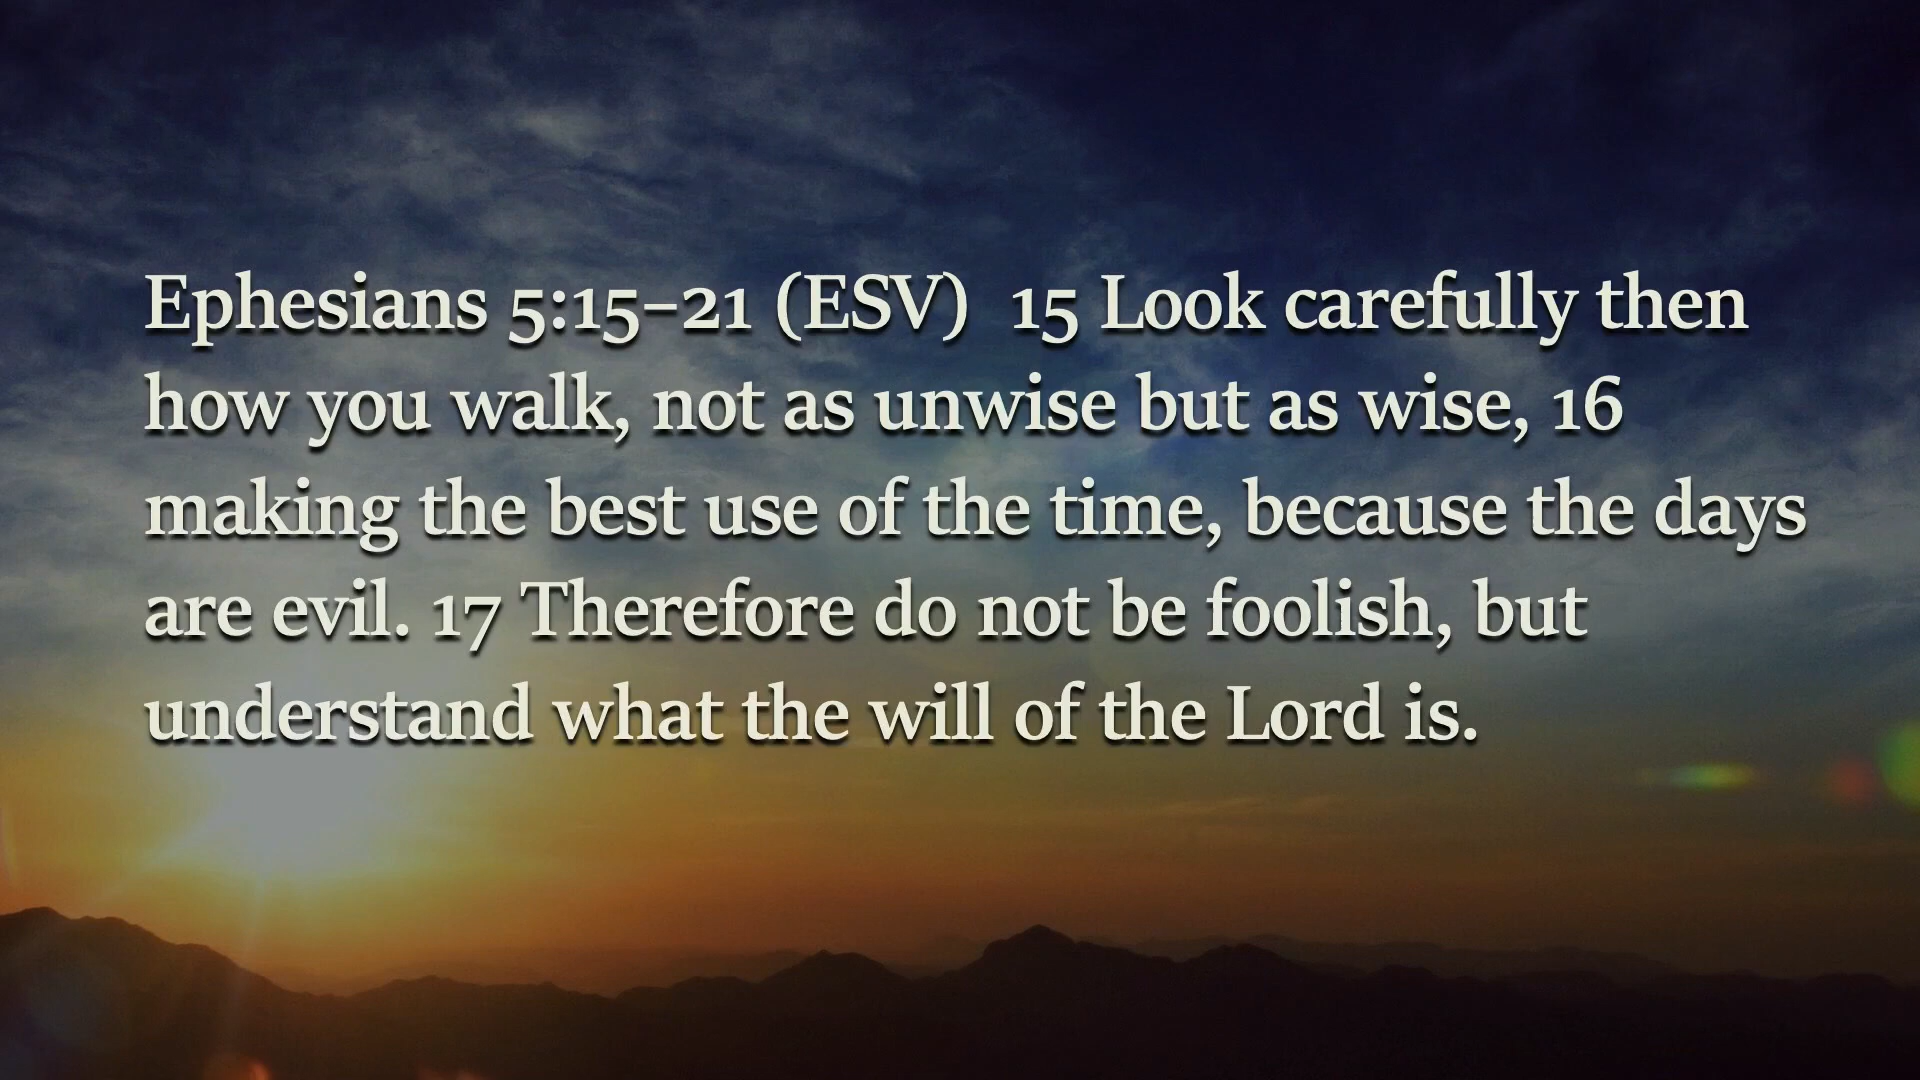 Ephesians 5:15–21 (ESV)  15 Look carefully then
how you walk, not as unwise but as wise, 16
making the best use of the time, because the days
are evil. 17 Therefore do not be foolish, but
understand what the will of the Lord is.